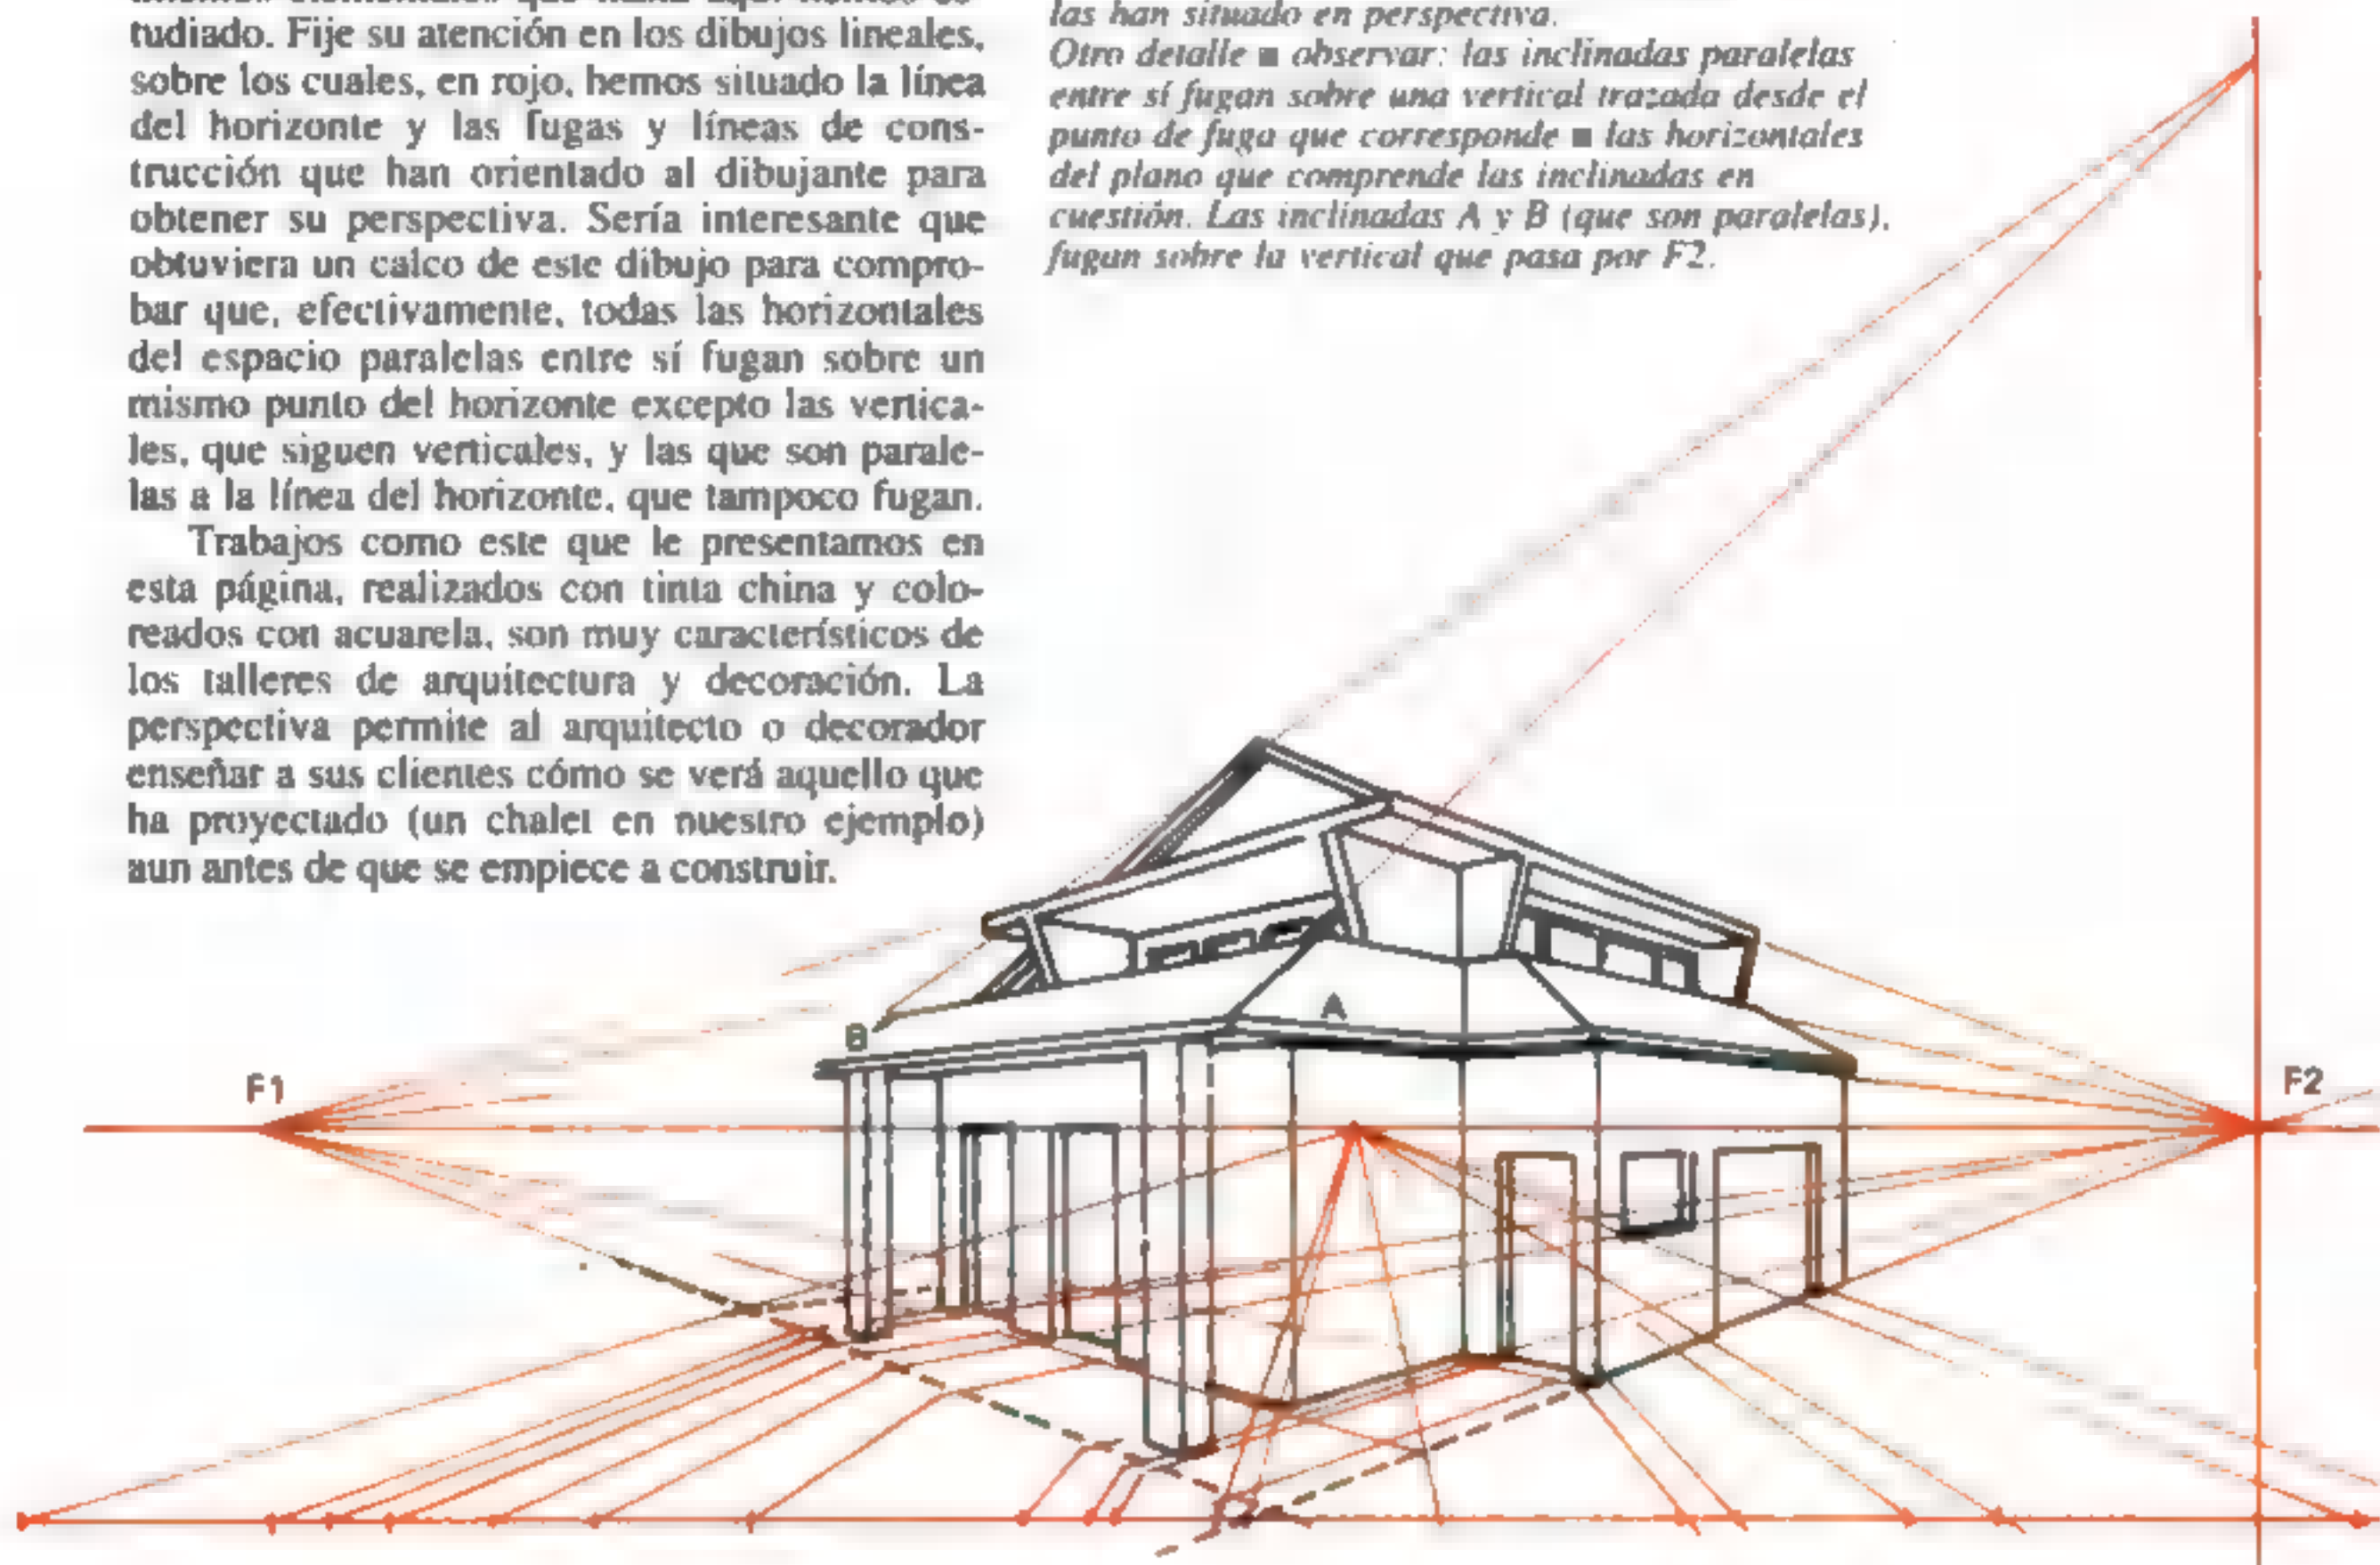 tudiado. Fije su atención en los dibujos lineales,
sobre los cuales, en rojo, hemos situado la línea
del horizonte y las fugas y líneas de cons-
trucción que han orientado al dibujante para
obtener su perspectiva. Sería interesante que
obtuviera un calco de este dibujo para compro-
bar que, efectivamente, todas las horizontales
del espacio paralelas entre sí fugan sobre un
mismo punto del horizonte excepto las vertica-
les, que siguen verticales, y las que son parale-
las a la línea del horizonte, que tampoco fugan.
Trabajos como este que le presentamos en
esta página, realizados con tinta china y colo-
reados con acuarela, son muy característicos de
los talleres de arquitectura y decoración. La
perspectiva permite al arquitecto o decorador
enseñar a sus clientes cómo se verá aquello que
ha proyectado (un chalet en nuestro ejemplo)
aun antes de que se empiece a construir.
las han situado en perspectiva.
Otro detalle ■ observar: las inclinadas paralelas
entre sí fugan sobre una vertical trazada desde el
punto de fuga que corresponde ■ las horizontales
del plano que comprende las inclinadas en
cuestión. Las inclinadas A y B (que son paralelas),
fugan sobre la vertical que pasa por F2.
A
B
F1
F2